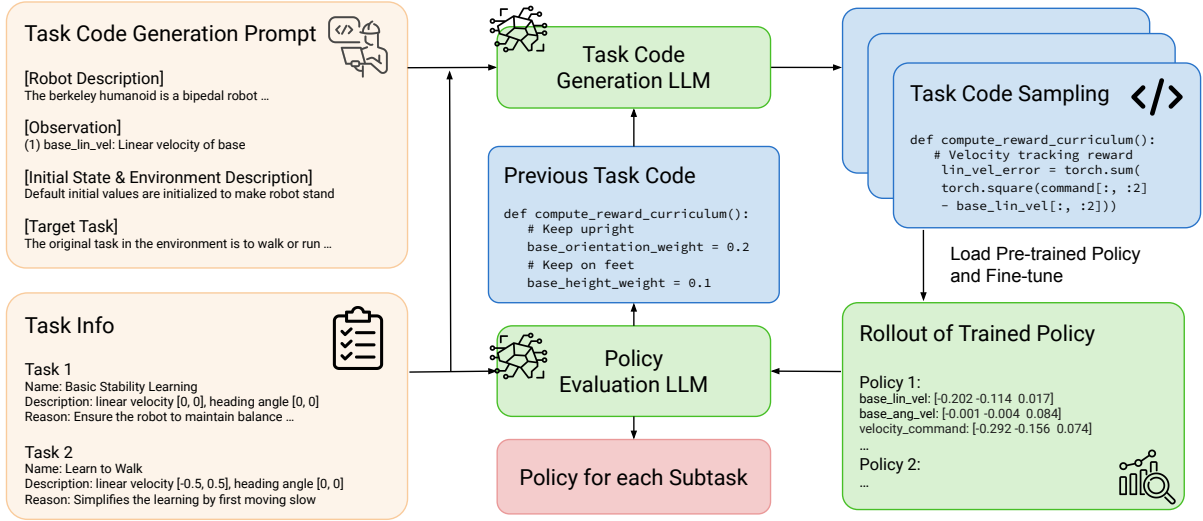 Task Code Generation Prompt
</>
[Robot Description]
The berkeley humanoid is a bipedal robot ...
[Observation]
(1) base_lin_vel: Linear velocity of base
[Initial State & Environment Description]
Default initial values are initialized to make robot stand
[Target Task]
The original task in the environment is to walk or run ...
Task Info
Task 1
Name: Basic Stability Learning
Description: linear velocity [0, 0], heading angle [0, 0]
Reason: Ensure the robot to maintain balance ...
Task 2
Name: Learn to Walk
Description: linear velocity [-0.5, 0.5], heading angle [0, 0]
Reason: Simplifies the learning by first moving slow
Task Code
Generation LLM
Previous Task Code
def compute_reward_curriculum():
# Keep upright
base_orientation_weight = 0.2
# Keep on feet
base_height_weight = 0.1
Policy
Evaluation LLM
Policy for each Subtask
Task Code Sampling
</>
def compute_reward_curriculum():
# Velocity tracking reward
lin_vel_error = torch.sum(
torch.square(command[:, :2]
- base_lin_vel[:, :2]))
Load Pre-trained Policy
and Fine-tune
Rollout of Trained Policy
Policy 1:
base_lin_vel: [-0.202 -0.114 0.017]
base_ang_vel: [-0.001 -0.004 0.084]
velocity_command: [-0.292 -0.156 0.074]
...
Policy 2:
...